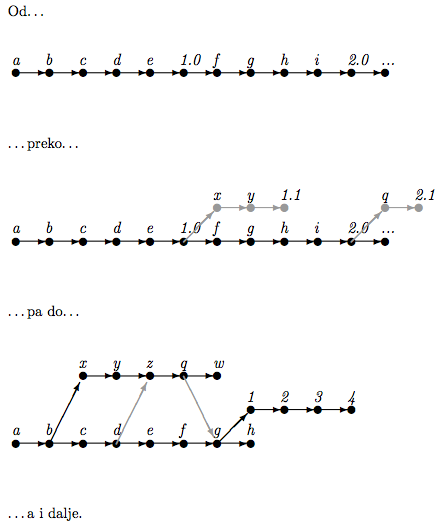 Od...
a b c d e 1.0 f g h i 2.0 ...
...preko...
x y 1.1 q 2.1
a b c d e 1.0 f g h i 2.0 ...
...pa do...
x y z q w
1 2 3 4
a b c d e f g h
...a i dalje.